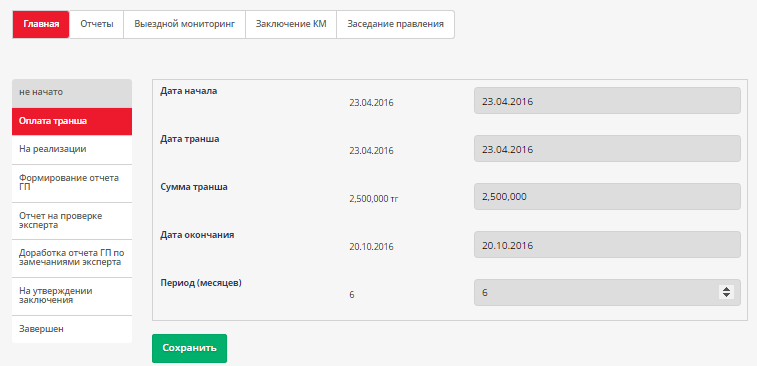 Главная Отчеты Выездной мониторинг Заключение КМ Заседание правления
не начато
Оплата транша
На реализации
Формирование отчета
ГП
Отчет на проверке
эксперта
Доработка отчета ГП по
замечаниями эксперта
На утверждении
заключения
Завершен
Дата начала
23.04.2016 23.04.2016
Дата транша
23.04.2016 23.04.2016
Сумма транша
2,500,000 тг 2,500,000
Дата окончания
20.10.2016 20.10.2016
Период (месяцев)
6 6
Сохранить